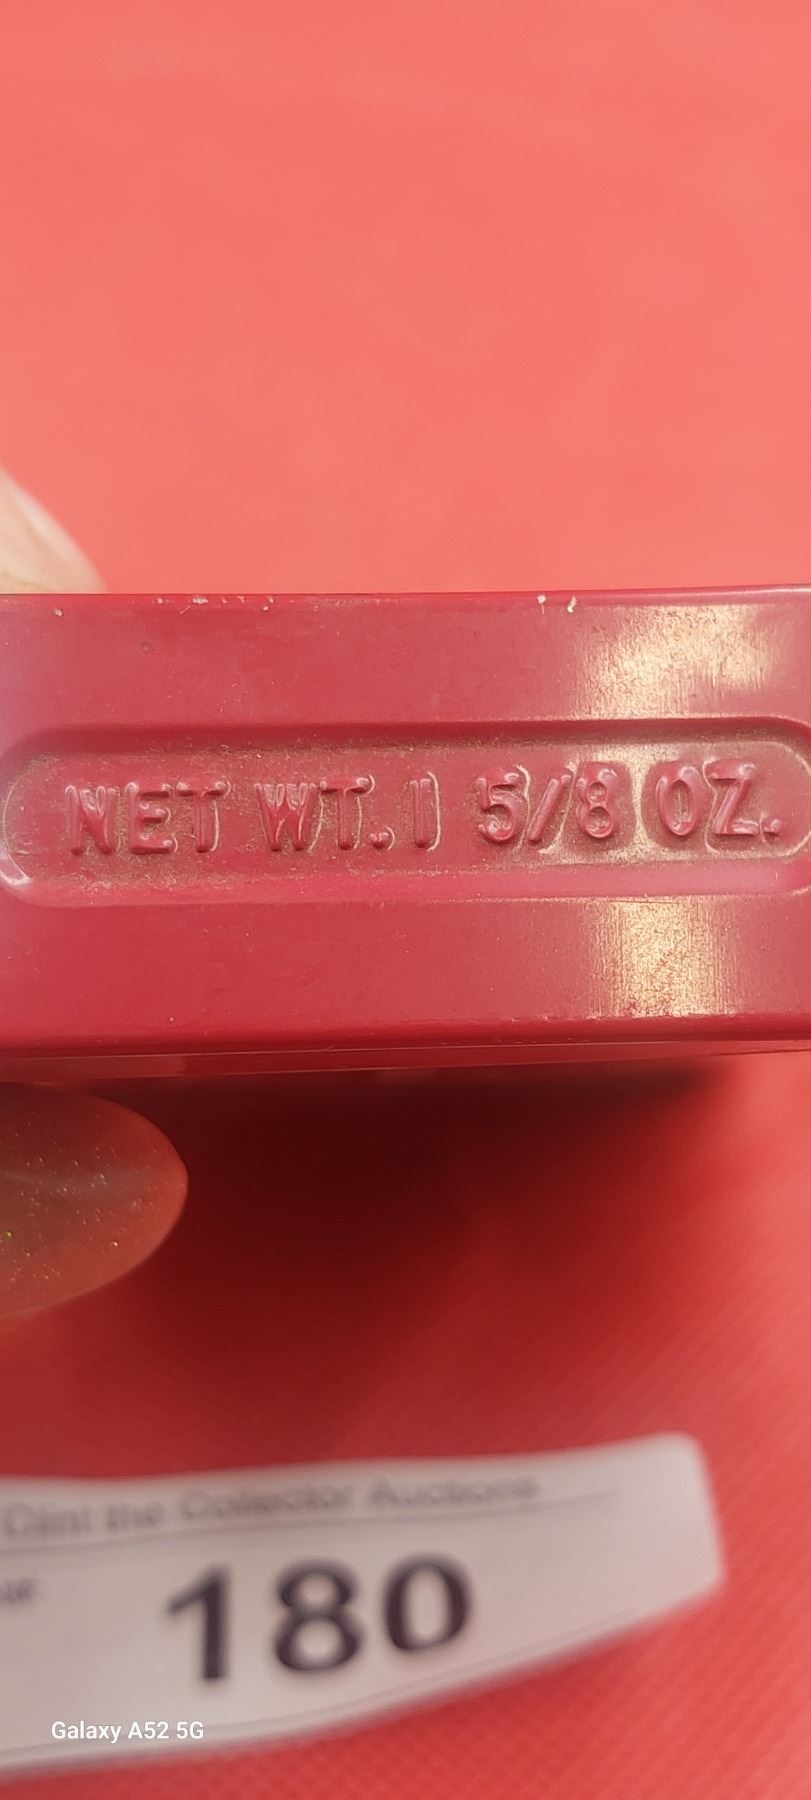 NET WT. 1 5/8 OZ.
Clint the Collector Auctions
180
Galaxy A52 5G